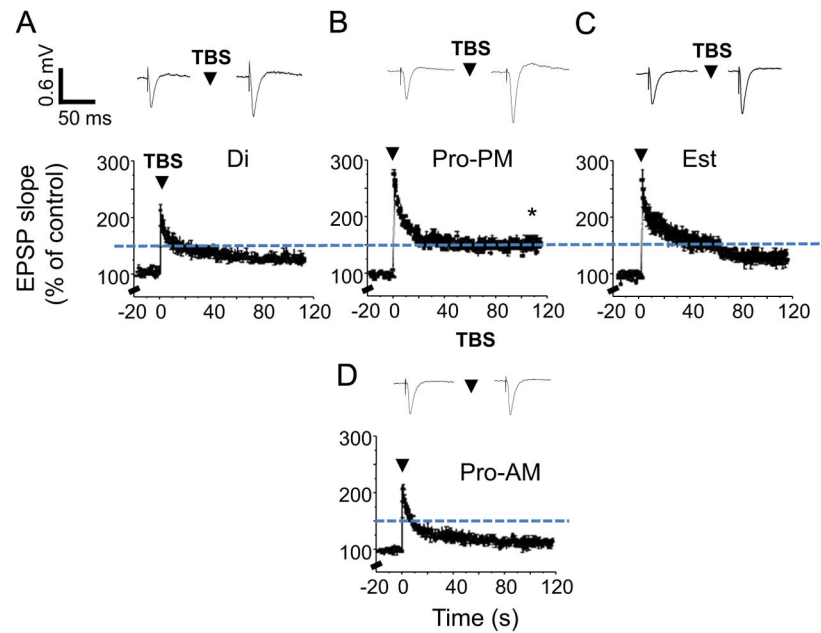 A
B
C
TBS
TBS
TBS
0.6 mV
50 ms
EPSP slope
(% of control)
TBS
Di
Pro-PM
Est
300
200
100
-20 0 40 80 120
300
200
100
*
-20 0 40 80 120
TBS
300
200
100
-20 0 40 80 120
D
Pro-AM
300
200
100
-20 0 40 80 120
Time (s)